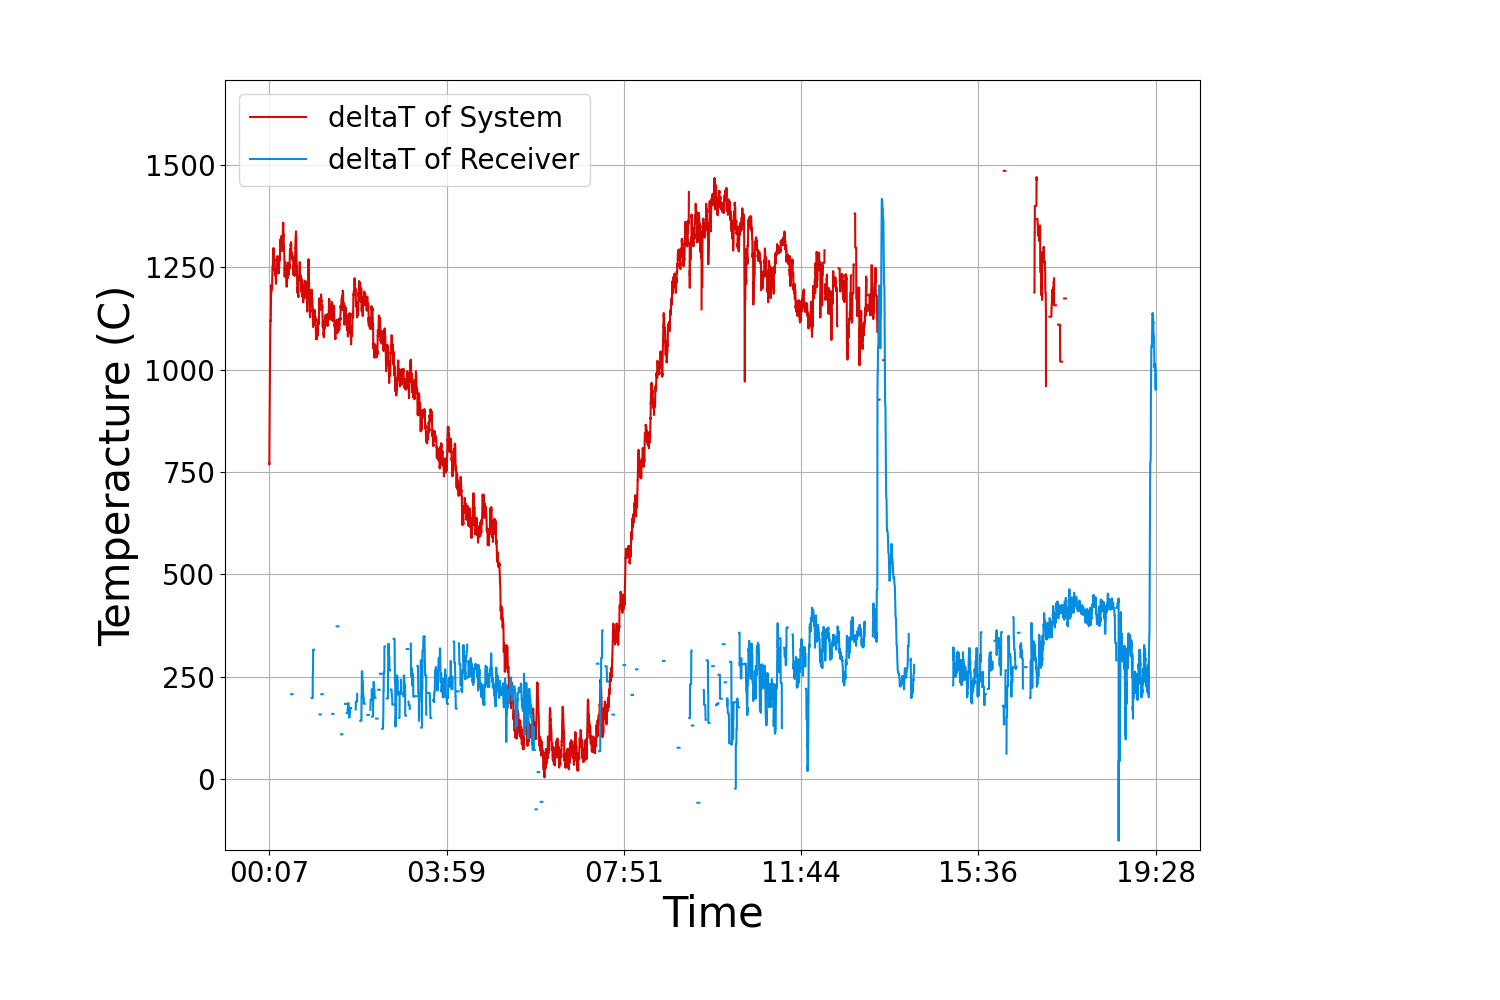 deltaT of System
deltaT of Receiver
1500
1250
1000
750
500
250
0
Temperacture (C)
00:07 03:59 07:51 11:44 15:36 19:28
Time